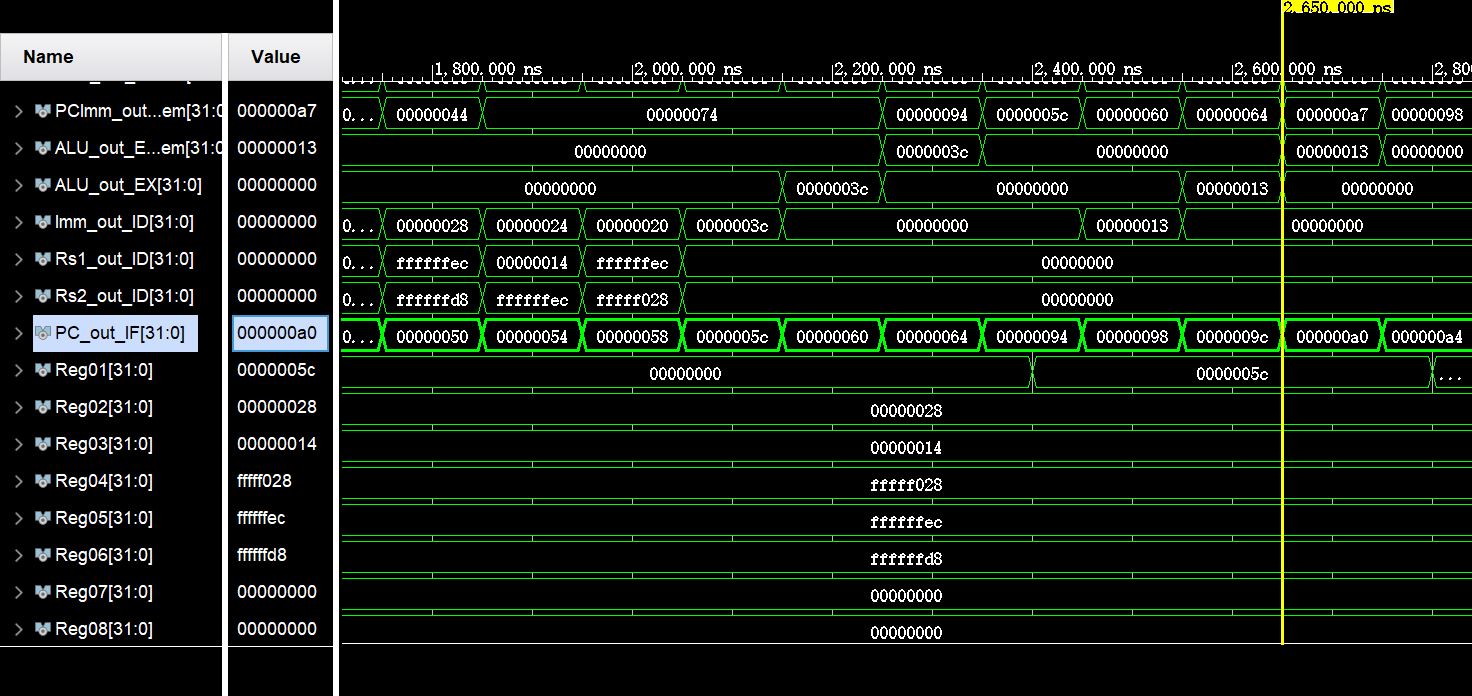 2,650.000 ns
Name Value 1,800.000 ns 2,000.000 ns 2,200.000 ns 2,400.000 ns 2,600.000 ns 2,80
PCImm_out...em[31:0 000000a7 0... 00000044 00000074 00000094 0000005c 00000060 00000064 000000a7 00000098
ALU_out_E...em[31:0 00000013 00000000 0000003c 00000000 00000013 00000000
ALU_out_EX[31:0] 00000000 00000000 0000003c 00000000 00000013 00000000
Imm_out_ID[31:0] 00000000 0... 00000028 00000024 00000020 0000003c 00000000 00000013 00000000
Rs1_out_ID[31:0] 00000000 0... ffffffec 00000014 ffffffec 00000000
Rs2_out_ID[31:0] 00000000 0... ffffffd8 ffffffec fffff028 00000000
PC_out_IF[31:0] 000000a0 0... 00000050 00000054 00000058 0000005c 00000060 00000064 00000094 00000098 0000009c 000000a0 000000a4
Reg01[31:0] 0000005c 00000000 0000005c ...
Reg02[31:0] 00000028 00000028
Reg03[31:0] 00000014 00000014
Reg04[31:0] fffff028 fffff028
Reg05[31:0] ffffffec ffffffec
Reg06[31:0] ffffffd8 ffffffd8
Reg07[31:0] 00000000 00000000
Reg08[31:0] 00000000 00000000